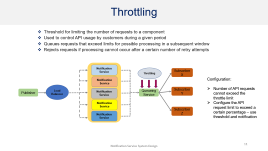 Throttling
Threshold for limiting the number of requests to a component
Used to control API usage by customers during a given period
Queues requests that exceed limits for possible processing in a subsequent window
Rejects requests if processing cannot occur after a certain number of retry attempts
Notification
Service
Notification
Service
Notification
Service
Notification
Service
Notification
Service
Publisher
Load
Balancer
Throttling
Configuration:
Number of API requests
cannot exceed the
throttle limit
Configure the API
request limit to exceed a
certain percentage – use
threshold and notification
Notification Service System Design